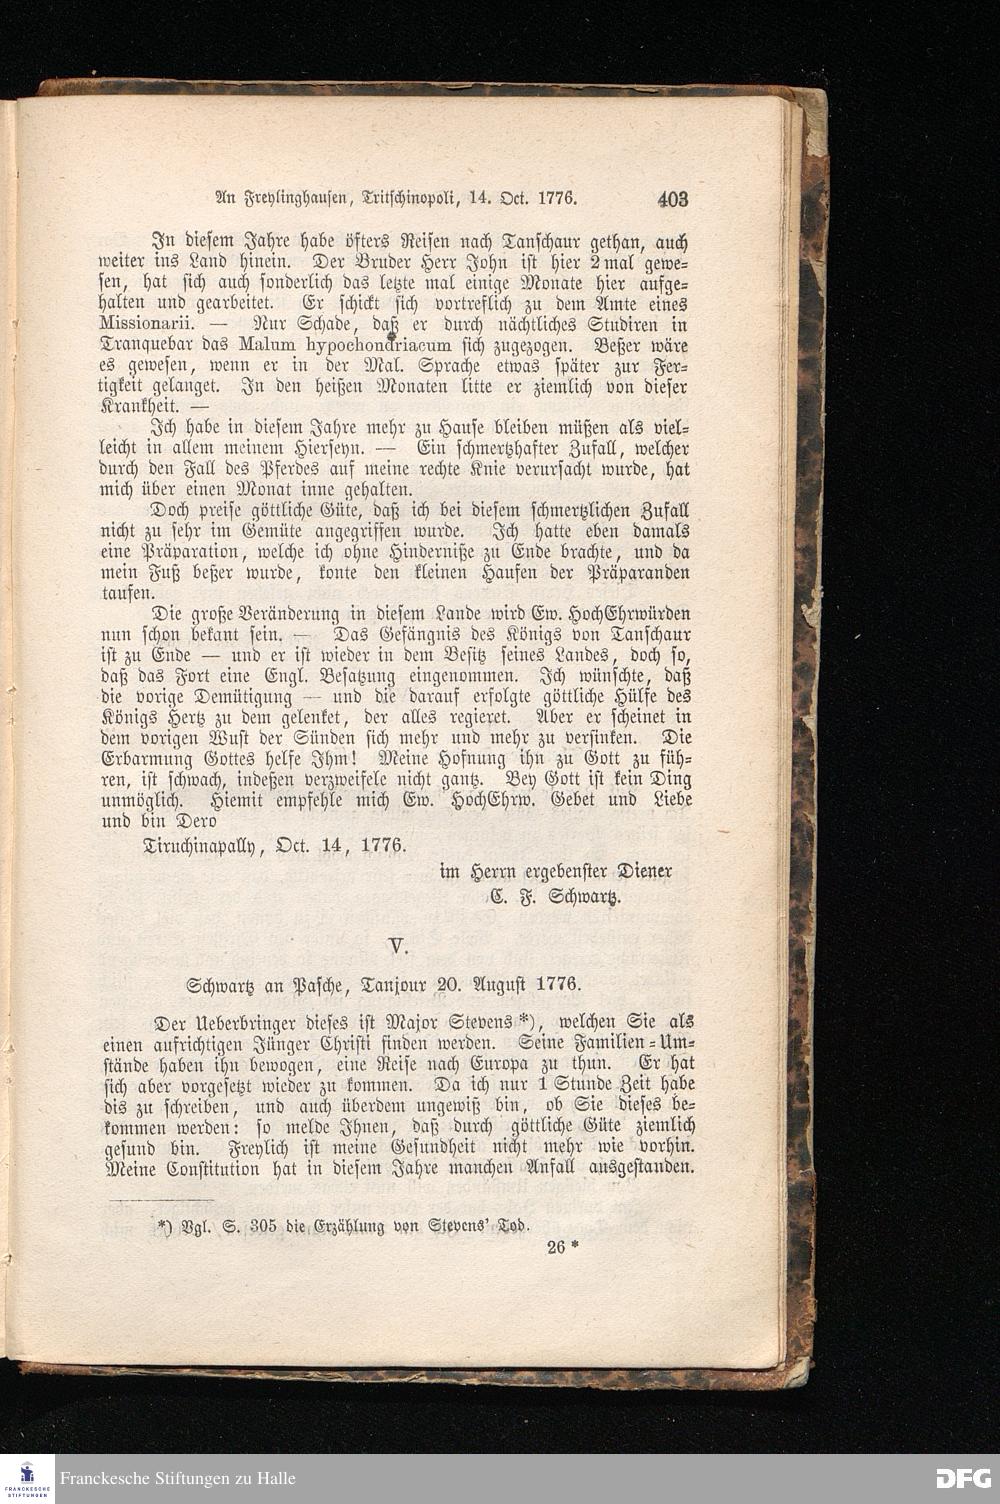 An Freylinghausen, Tritschinopoli, 14. Oct. 1776. 403
In diesem Jahre habe öfters Reisen nach Tanschaur gethan, auch
weiter ins Land hinein. Der Bruder Herr John ist hier 2 mal gewe=
sen, hat sich auch sonderlich das letzte mal einige Monate hier aufge=
halten und gearbeitet. Er schickt sich vortreflich zu dem Amte eines
Missionarii. — Nur Schade, daß er durch nächtliches Studiren in
Tranquebar das Malum hypochondriacum sich zugezogen. Beßer wäre
es gewesen, wenn er in der Mal. Sprache etwas später zur Fer=
tigkeit gelanget. In den heißen Monaten litte er ziemlich von dieser
Krankheit. —
Ich habe in diesem Jahre mehr zu Hause bleiben müßen als viel=
leicht in allem meinem Hierseyn. — Ein schmertzhafter Zufall, welcher
durch den Fall des Pferdes auf meine rechte Knie verursacht wurde, hat
mich über einen Monat inne gehalten.
Doch preise göttliche Güte, daß ich bei diesem schmertzlichen Zufall
nicht zu sehr im Gemüte angegriffen wurde. Ich hatte eben damals
eine Präparation, welche ich ohne Hinderniße zu Ende brachte, und da
mein Fuß beßer wurde, konte den kleinen Haufen der Präparanden
taufen.
Die große Veränderung in diesem Lande wird Ew. HochEhrwürden
nun schon bekant sein. — Das Gefängnis des Königs von Tanschaur
ist zu Ende — und er ist wieder in dem Besitz seines Landes, doch so,
daß das Fort eine Engl. Besatzung eingenommen. Ich wünschte, daß
die vorige Demütigung — und die darauf erfolgte göttliche Hülfe des
Königs Hertz zu dem gelenket, der alles regieret. Aber er scheinet in
dem vorigen Wust der Sünden sich mehr und mehr zu versinken. Die
Erbarmung Gottes helfe Ihm! Meine Hofnung ihn zu Gott zu füh=
ren, ist schwach, indeßen verzweifele nicht gantz. Bey Gott ist kein Ding
unmöglich. Hiemit empfehle mich Ew. HochEhrw. Gebet und Liebe
und bin Dero
Tiruchinapally, Oct. 14, 1776.
im Herrn ergebenster Diener
C. F. Schwartz.
V.
Schwartz an Pasche, Tanjour 20. August 1776.
Der Ueberbringer dieses ist Major Stevens *), welchen Sie als
einen aufrichtigen Jünger Christi finden werden. Seine Familien=Um=
stände haben ihn bewogen, eine Reise nach Europa zu thun. Er hat
sich aber vorgesetzt wieder zu kommen. Da ich nur 1 Stunde Zeit habe
dis zu schreiben, und auch überdem ungewiß bin, ob Sie dieses be=
kommen werden: so melde Ihnen, daß durch göttliche Güte ziemlich
gesund bin. Freylich ist meine Gesundheit nicht mehr wie vorhin.
Meine Constitution hat in diesem Jahre manchen Anfall ausgestanden.
*) Vgl. S. 305 die Erzählung von Stevens' Tod.
26 *
FRANCKESCHE
STIFTUNGEN
Franckesche Stiftungen zu Halle
DFG